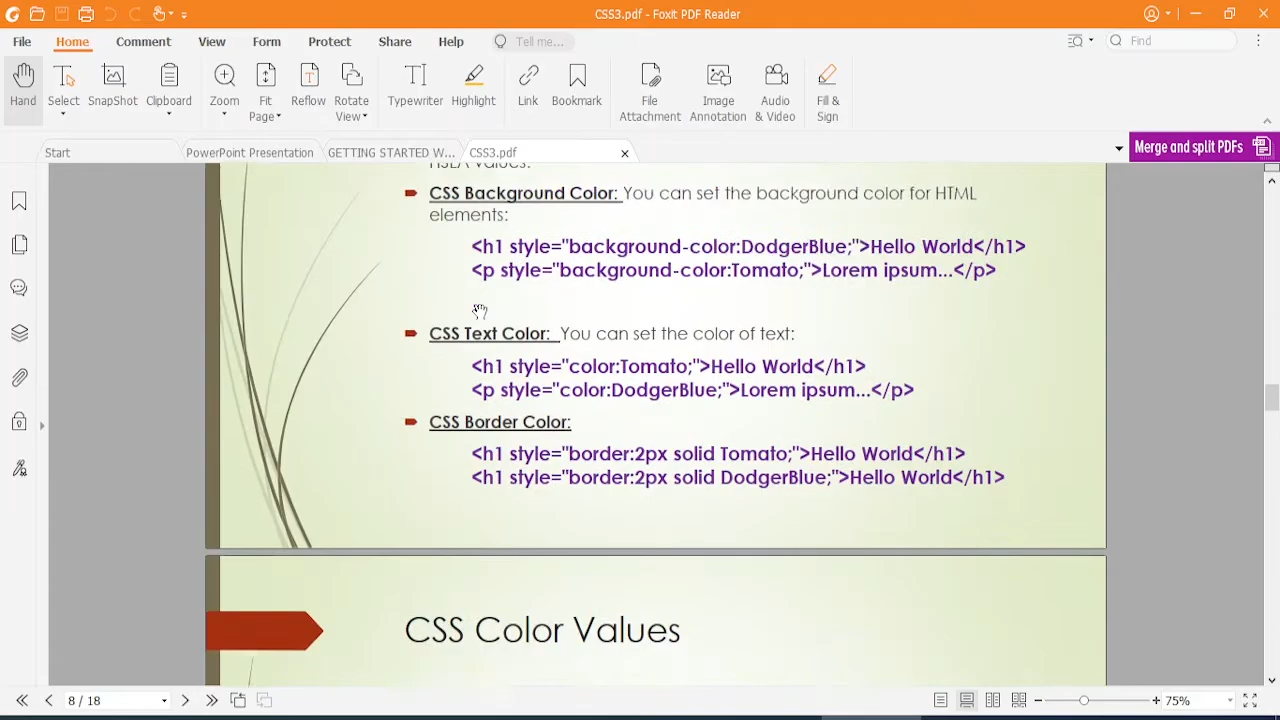 CSS3.pdf - Foxit PDF Reader
File Home Comment View Form Protect Share Help Tell me... Find
Hand Select SnapShot Clipboard Zoom Fit Page Reflow Rotate View Typewriter Highlight Link Bookmark File Attachment Image Annotation Audio & Video Fill & Sign
Start PowerPoint Presentation GETTING STARTED W... CSS3.pdf Merge and split PDFs
HSLA values.
CSS Background Color: You can set the background color for HTML
elements:
<h1 style="background-color:DodgerBlue;">Hello World</h1>
<p style="background-color:Tomato;">Lorem ipsum...</p>
CSS Text Color: You can set the color of text:
<h1 style="color:Tomato;">Hello World</h1>
<p style="color:DodgerBlue;">Lorem ipsum...</p>
CSS Border Color:
<h1 style="border:2px solid Tomato;">Hello World</h1>
<h1 style="border:2px solid DodgerBlue;">Hello World</h1>
CSS Color Values
8 / 18 75%